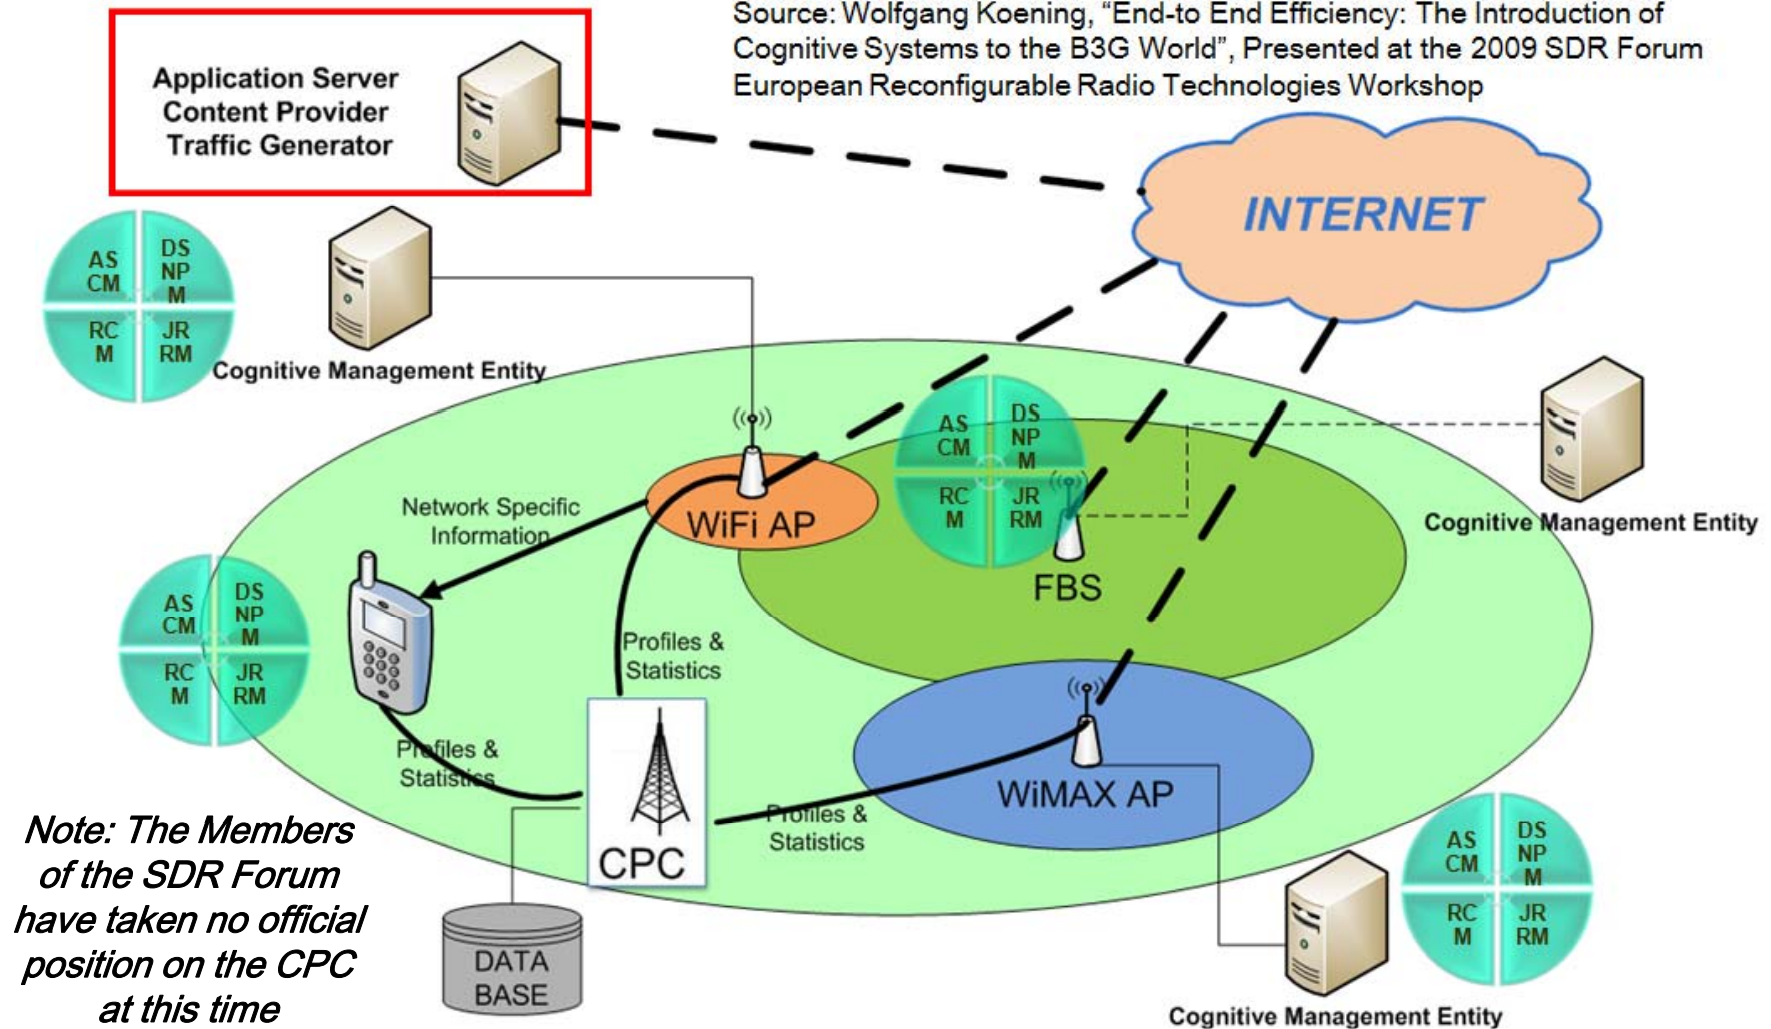 Source: Wolfgang Koening, “End-to End Efficiency: The Introduction of
Cognitive Systems to the B3G World”, Presented at the 2009 SDR Forum
European Reconfigurable Radio Technologies Workshop
Application Server
Content Provider
Traffic Generator
INTERNET
AS
CM
DS
NP
M
RC
M
JR
RM
Cognitive Management Entity
AS
CM
DS
NP
M
RC
M
JR
RM
WiFi AP
FBS
Cognitive Management Entity
Network Specific
Information
AS
CM
DS
NP
M
RC
M
JR
RM
Profiles &
Statistics
Profiles &
Statistics
CPC
Profiles &
Statistics
WiMAX AP
AS
CM
DS
NP
M
RC
M
JR
RM
Cognitive Management Entity
DATA
BASE
Note: The Members
of the SDR Forum
have taken no official
position on the CPC
at this time